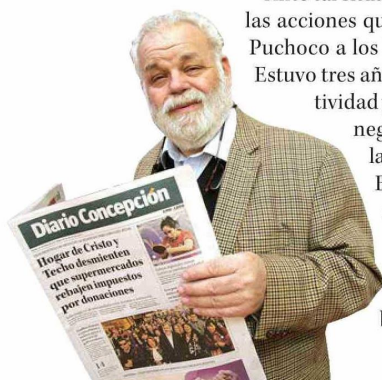 las acciones qu
Puchoco a los
Estuvo tres añ
tividad
neg
la
Diario Concepción
Hogar de Cristo y
Techo desmienten
que supermercados
rebajen impuestos
por donaciones